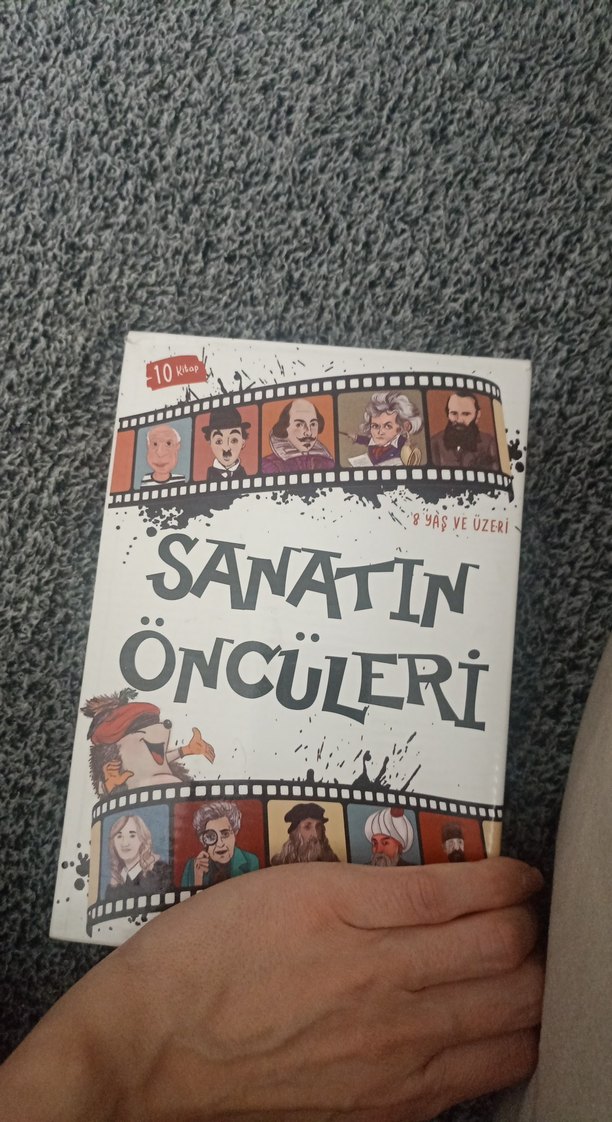 10 Kitap
8 YAŞ VE ÜZERİ
SANATIN
ÖNCÜLERİ